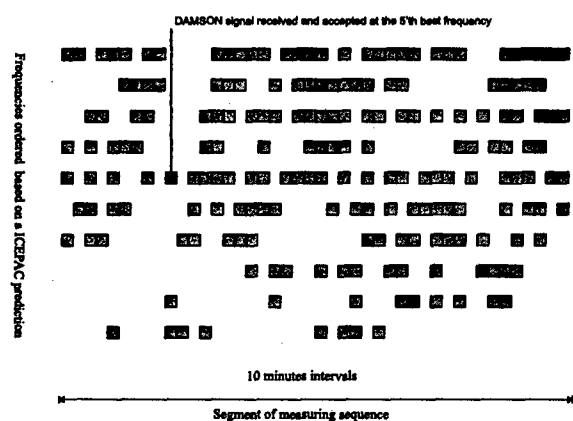 DAMSON signal received and accepted at the 5'th best frequency
Frequencies ordered based on a ICEPAC prediction
10 minutes intervals
Segment of measuring sequence